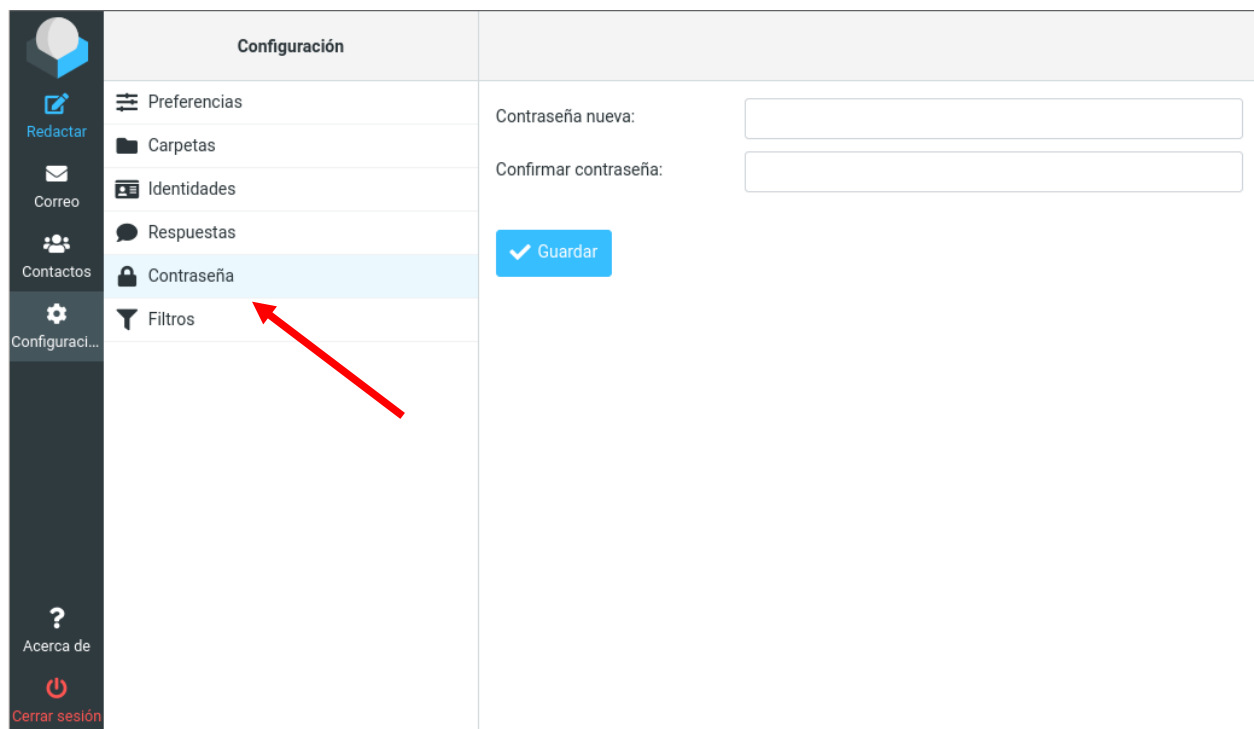 Redactar
Correo
Contactos
Configuraci...
Acerca de
Cerrar sesión
Configuración
Preferencias
Carpetas
Identidades
Respuestas
Contraseña
Filtros
Contraseña nueva:
Confirmar contraseña:
Guardar